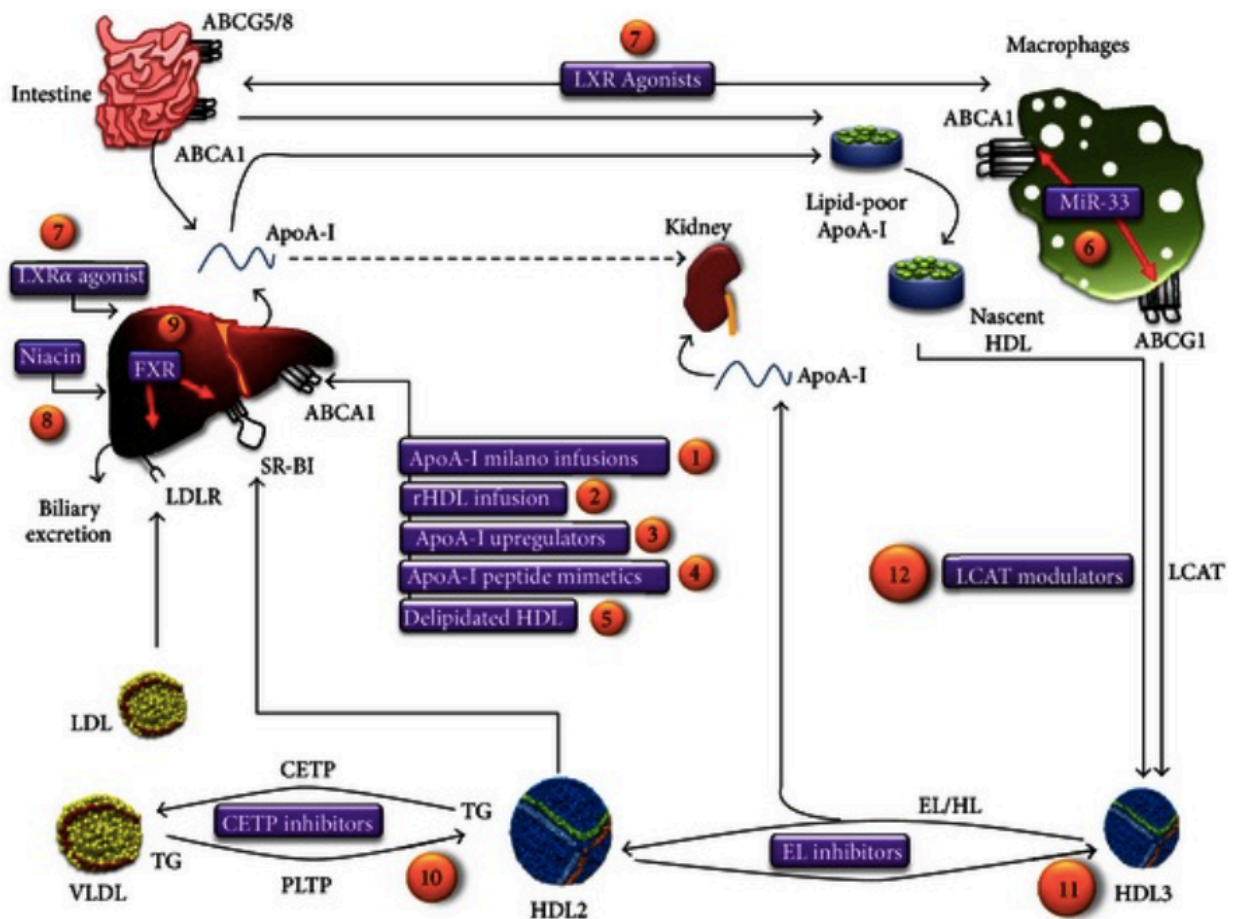 ABCG5/8
7
LXR Agonists
Macrophages
Intestine
ABCA1
ABCA1
Lipid-poor
ApoA-I
MiR-33
6
Kidney
7
ApoA-I
LXRα agonist
9
Nascent
HDL
ABCG1
Niacin
FXR
8
ABCA1
ApoA-I
SR-BI
LDLR
Biliary
excretion
ApoA-I milano infusions
1
rHDL infusion
2
ApoA-I upregulators
3
ApoA-I peptide mimetics
4
Delipidated HDL
5
12
LCAT modulators
LCAT
LDL
CETP
TG
CETP inhibitors
EL/HL
EL inhibitors
TG
VLDL
PLTP
10
HDL2
11
HDL3